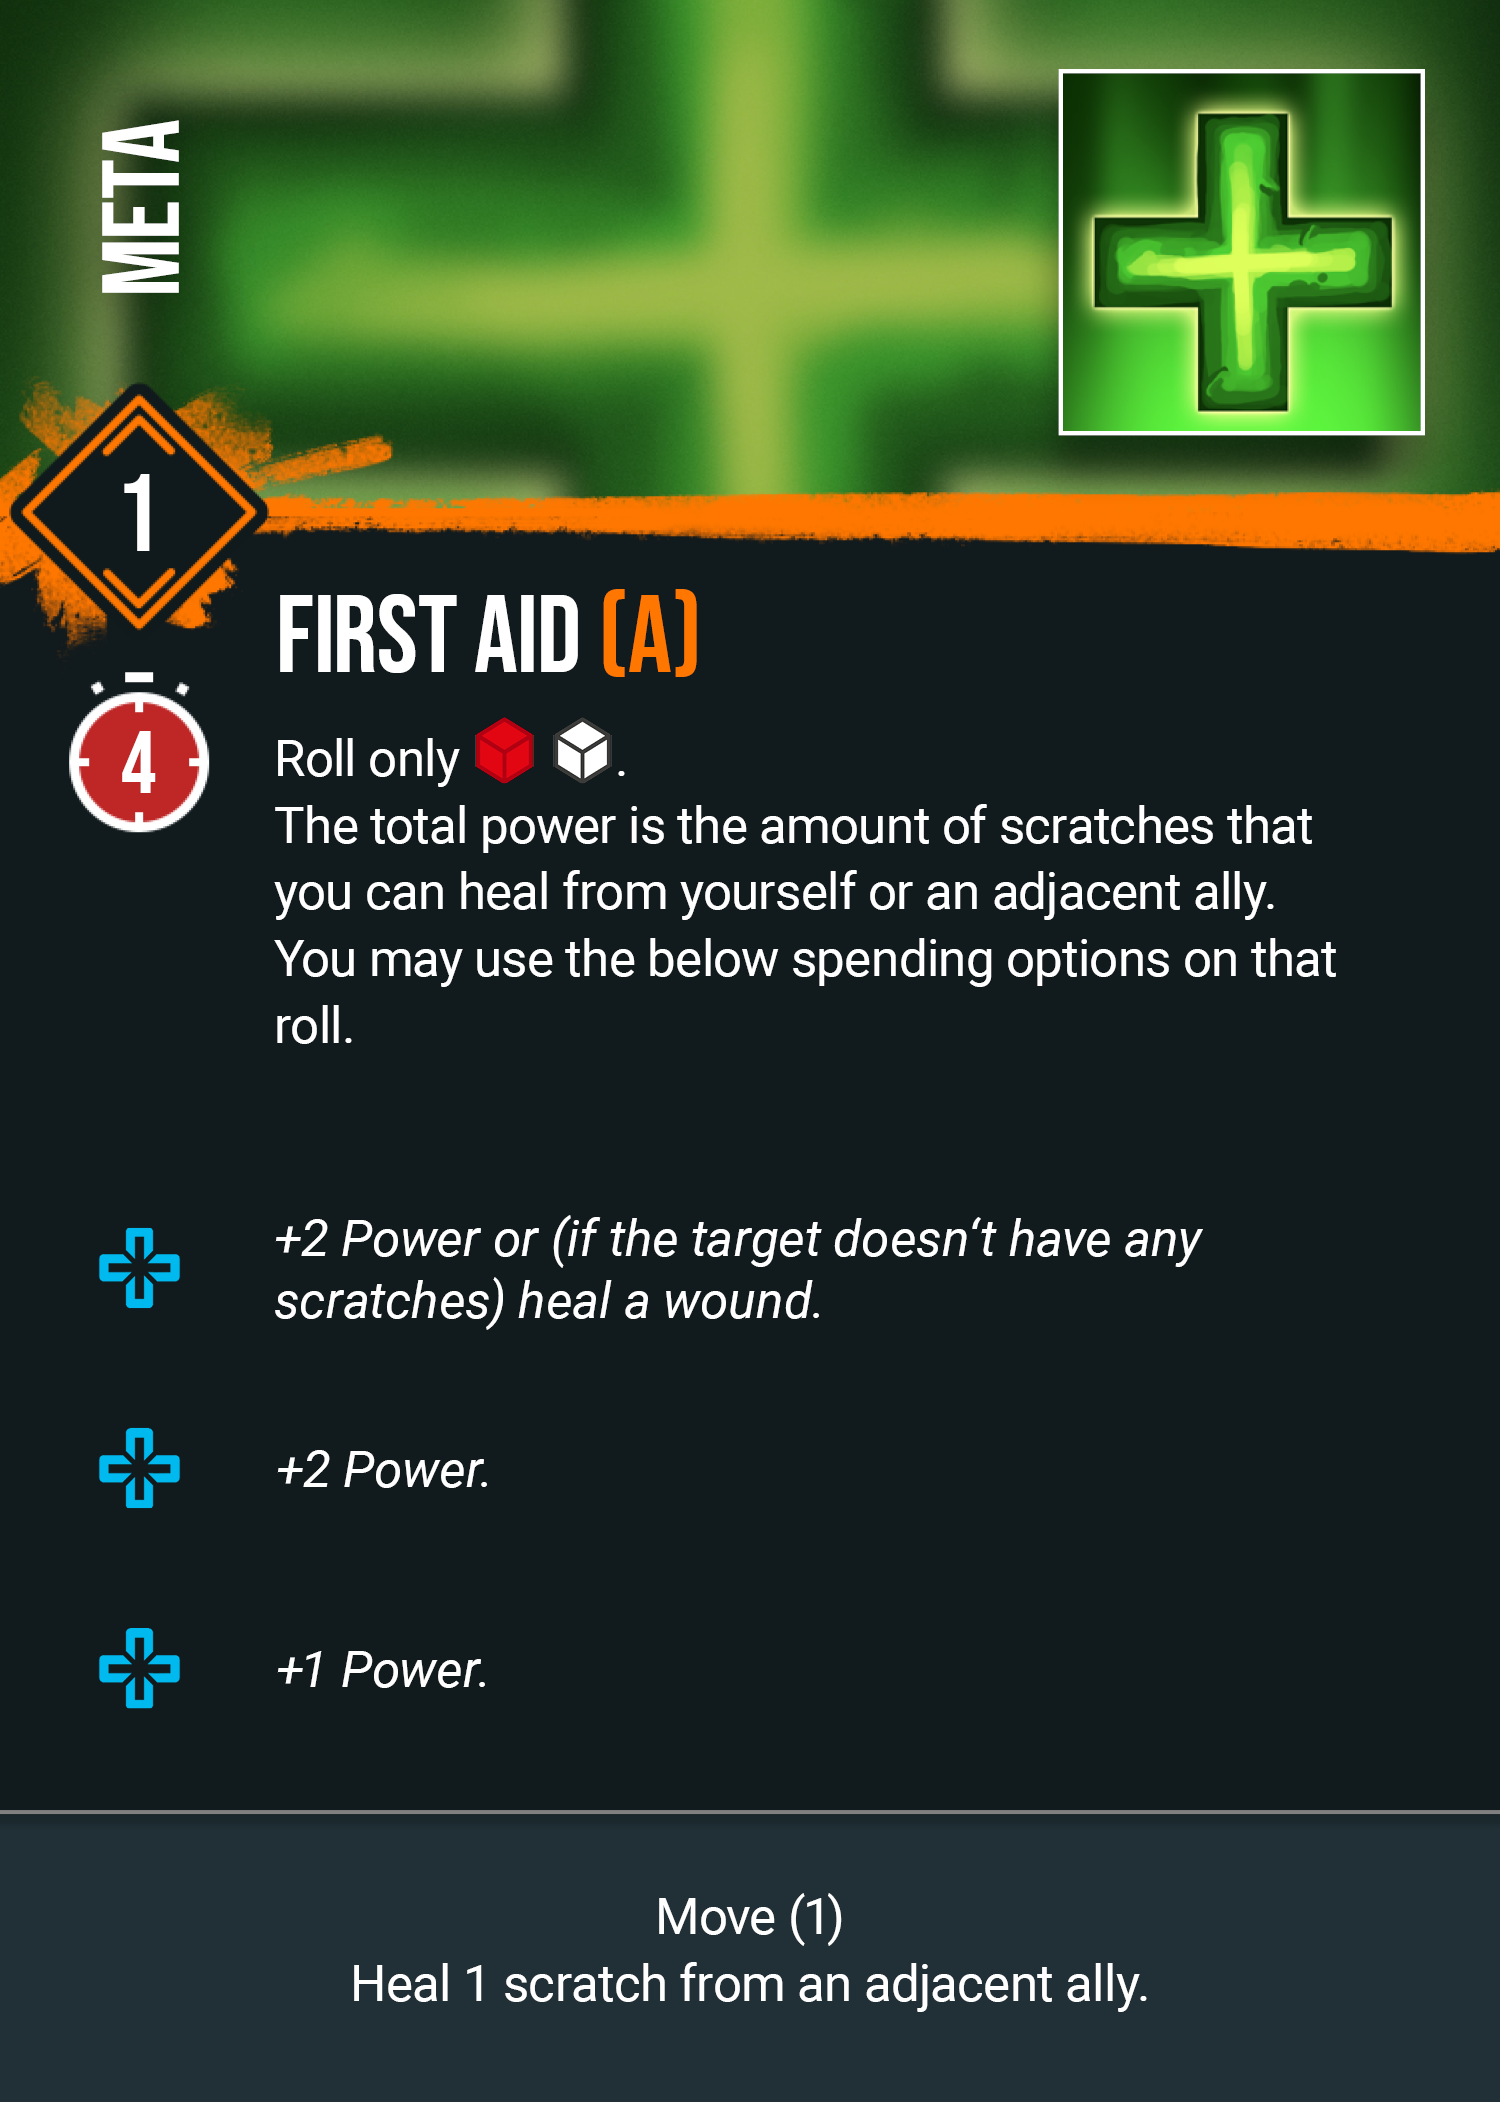 META
1
FIRST AID (A)
4
Roll only .
The total power is the amount of scratches that
you can heal from yourself or an adjacent ally.
You may use the below spending options on that
roll.
+2 Power or (if the target doesn‘t have any
scratches) heal a wound.
+2 Power.
+1 Power.
Move (1)
Heal 1 scratch from an adjacent ally.